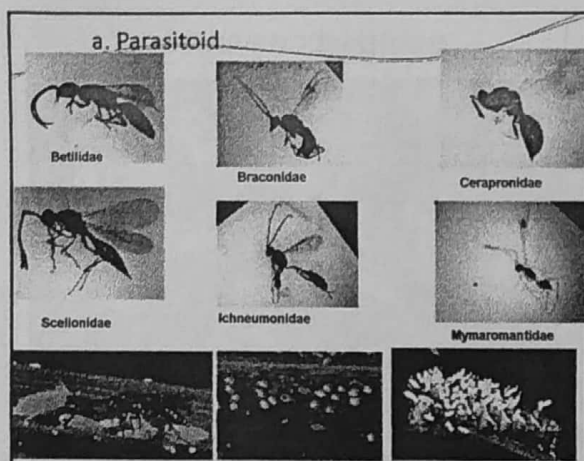 a. Parasitoid
Betilidae
Braconidae
Cerapronidae
Scelionidae
Ichneumonidae
Mymaromantidae